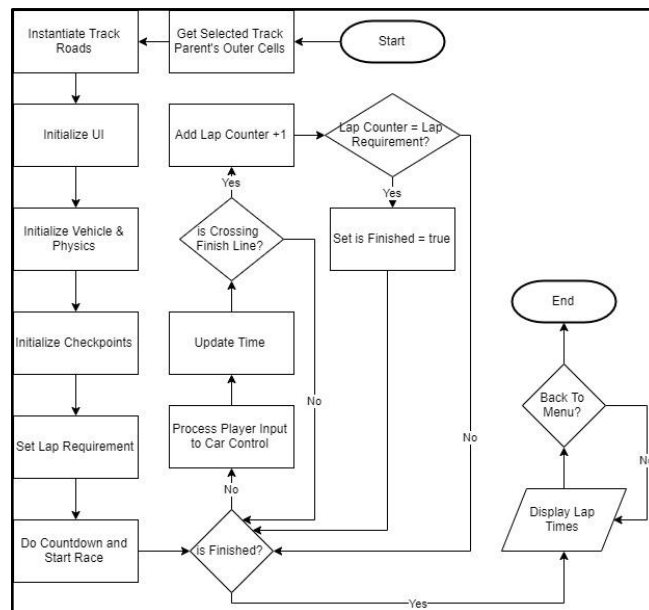 Start
Get Selected Track
Parent's Outer Cells
Instantiate Track
Roads
Initialize UI
Initialize Vehicle &
Physics
Initialize Checkpoints
Set Lap Requirement
Do Countdown and
Start Race
is Finished?
No
Process Player Input
to Car Control
Update Time
is Crossing
Finish Line?
No
Yes
Add Lap Counter +1
Lap Counter = Lap
Requirement?
Yes
Set is Finished = true
No
Yes
Display Lap
Times
Back To
Menu?
No
End